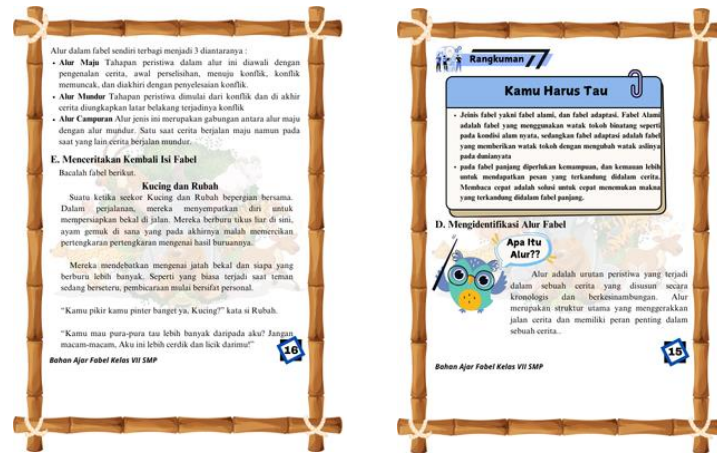 Alur dalam fabel sendiri terbagi menjadi 3 diantaranya :
• Alur Maju Tahapan peristiwa dalam alur ini diawali dengan
pengenalan cerita, awal perselisihan, menuju konflik, konflik
memuncak, dan diakhiri dengan penyelesaian konflik.
• Alur Mundur Tahapan peristiwa dimulai dari konflik dan di akhir
cerita diungkapkan latar belakang terjadinya konflik
• Alur Campuran Alur jenis ini merupakan gabungan antara alur maju
dengan alur mundur. Satu saat cerita berjalan maju namun pada
saat yang lain cerita berjalan mundur.
E. Menceritakan Kembali Isi Fabel
Bacalah fabel berikut.
Kucing dan Rubah
Suatu ketika seekor Kucing dan Rubah bepergian bersama.
Dalam perjalanan, mereka menyempatkan diri untuk
mempersiapkan bekal di jalan. Mereka berburu tikus liar di sini,
ayam gemuk di sana yang pada akhirnya malah memercikan
pertengkaran pertengkaran mengenai hasil buruannya.
Mereka mendebatkan mengenai jatah bekal dan siapa yang
berburu lebih banyak. Seperti yang biasa terjadi saat teman
sedang berseteru, pembicaraan mulai bersifat personal.
“Kamu pikir kamu pinter banget ya, Kucing?” kata si Rubah.
“Kamu mau pura-pura tau lebih banyak daripada aku? Jangan
macam-macam, Aku ini lebih cerdik dan licik darimu!”
16
Bahan Ajar Fabel Kelas VII SMP
Rangkuman
Kamu Harus Tau
• Jeinis fabel yakni fabel alami, dan fabel adaptasi. Fabel Alami
adalah fabel yang menggunakan watak tokoh binatang seperti
pada kondisi alam nyata, sedangkan fabel adaptasi adalah fabel
yang memberikan watak tokoh dengan mengubah watak aslinya
pada dunianyata
• pada fabel panjang diperlukan kemampuan, dan kemauan lebih
untuk mendapatkan pesan yang terkandung didalam cerita.
Membaca cepat adalah solusi untuk cepat menemukan makna
yang terkandung didalam fabel panjang.
D. Mengidentifikasi Alur Fabel
Apa Itu
Alur??
Alur adalah urutan peristiwa yang terjadi
dalam sebuah cerita yang disusun secara
kronologis dan berkesinambungan. Alur
merupakan struktur utama yang menggerakkan
jalan cerita dan memiliki peran penting dalam
sebuah cerita..
15
Bahan Ajar Fabel Kelas VII SMP